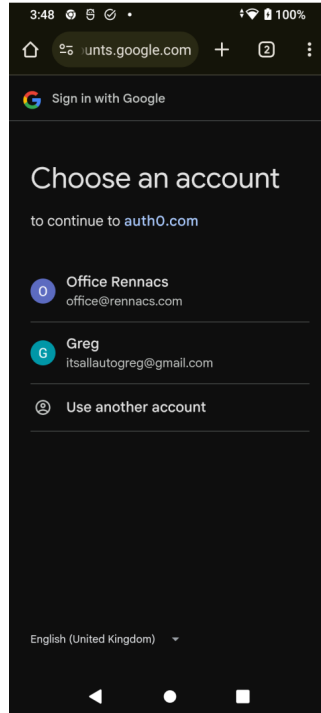 3:48
100%
unts.google.com
2
Sign in with Google
Choose an account
to continue to auth0.com
O
Office Rennacs
office@rennacs.com
G
Greg
itsallautogreg@gmail.com
Use another account
English (United Kingdom)